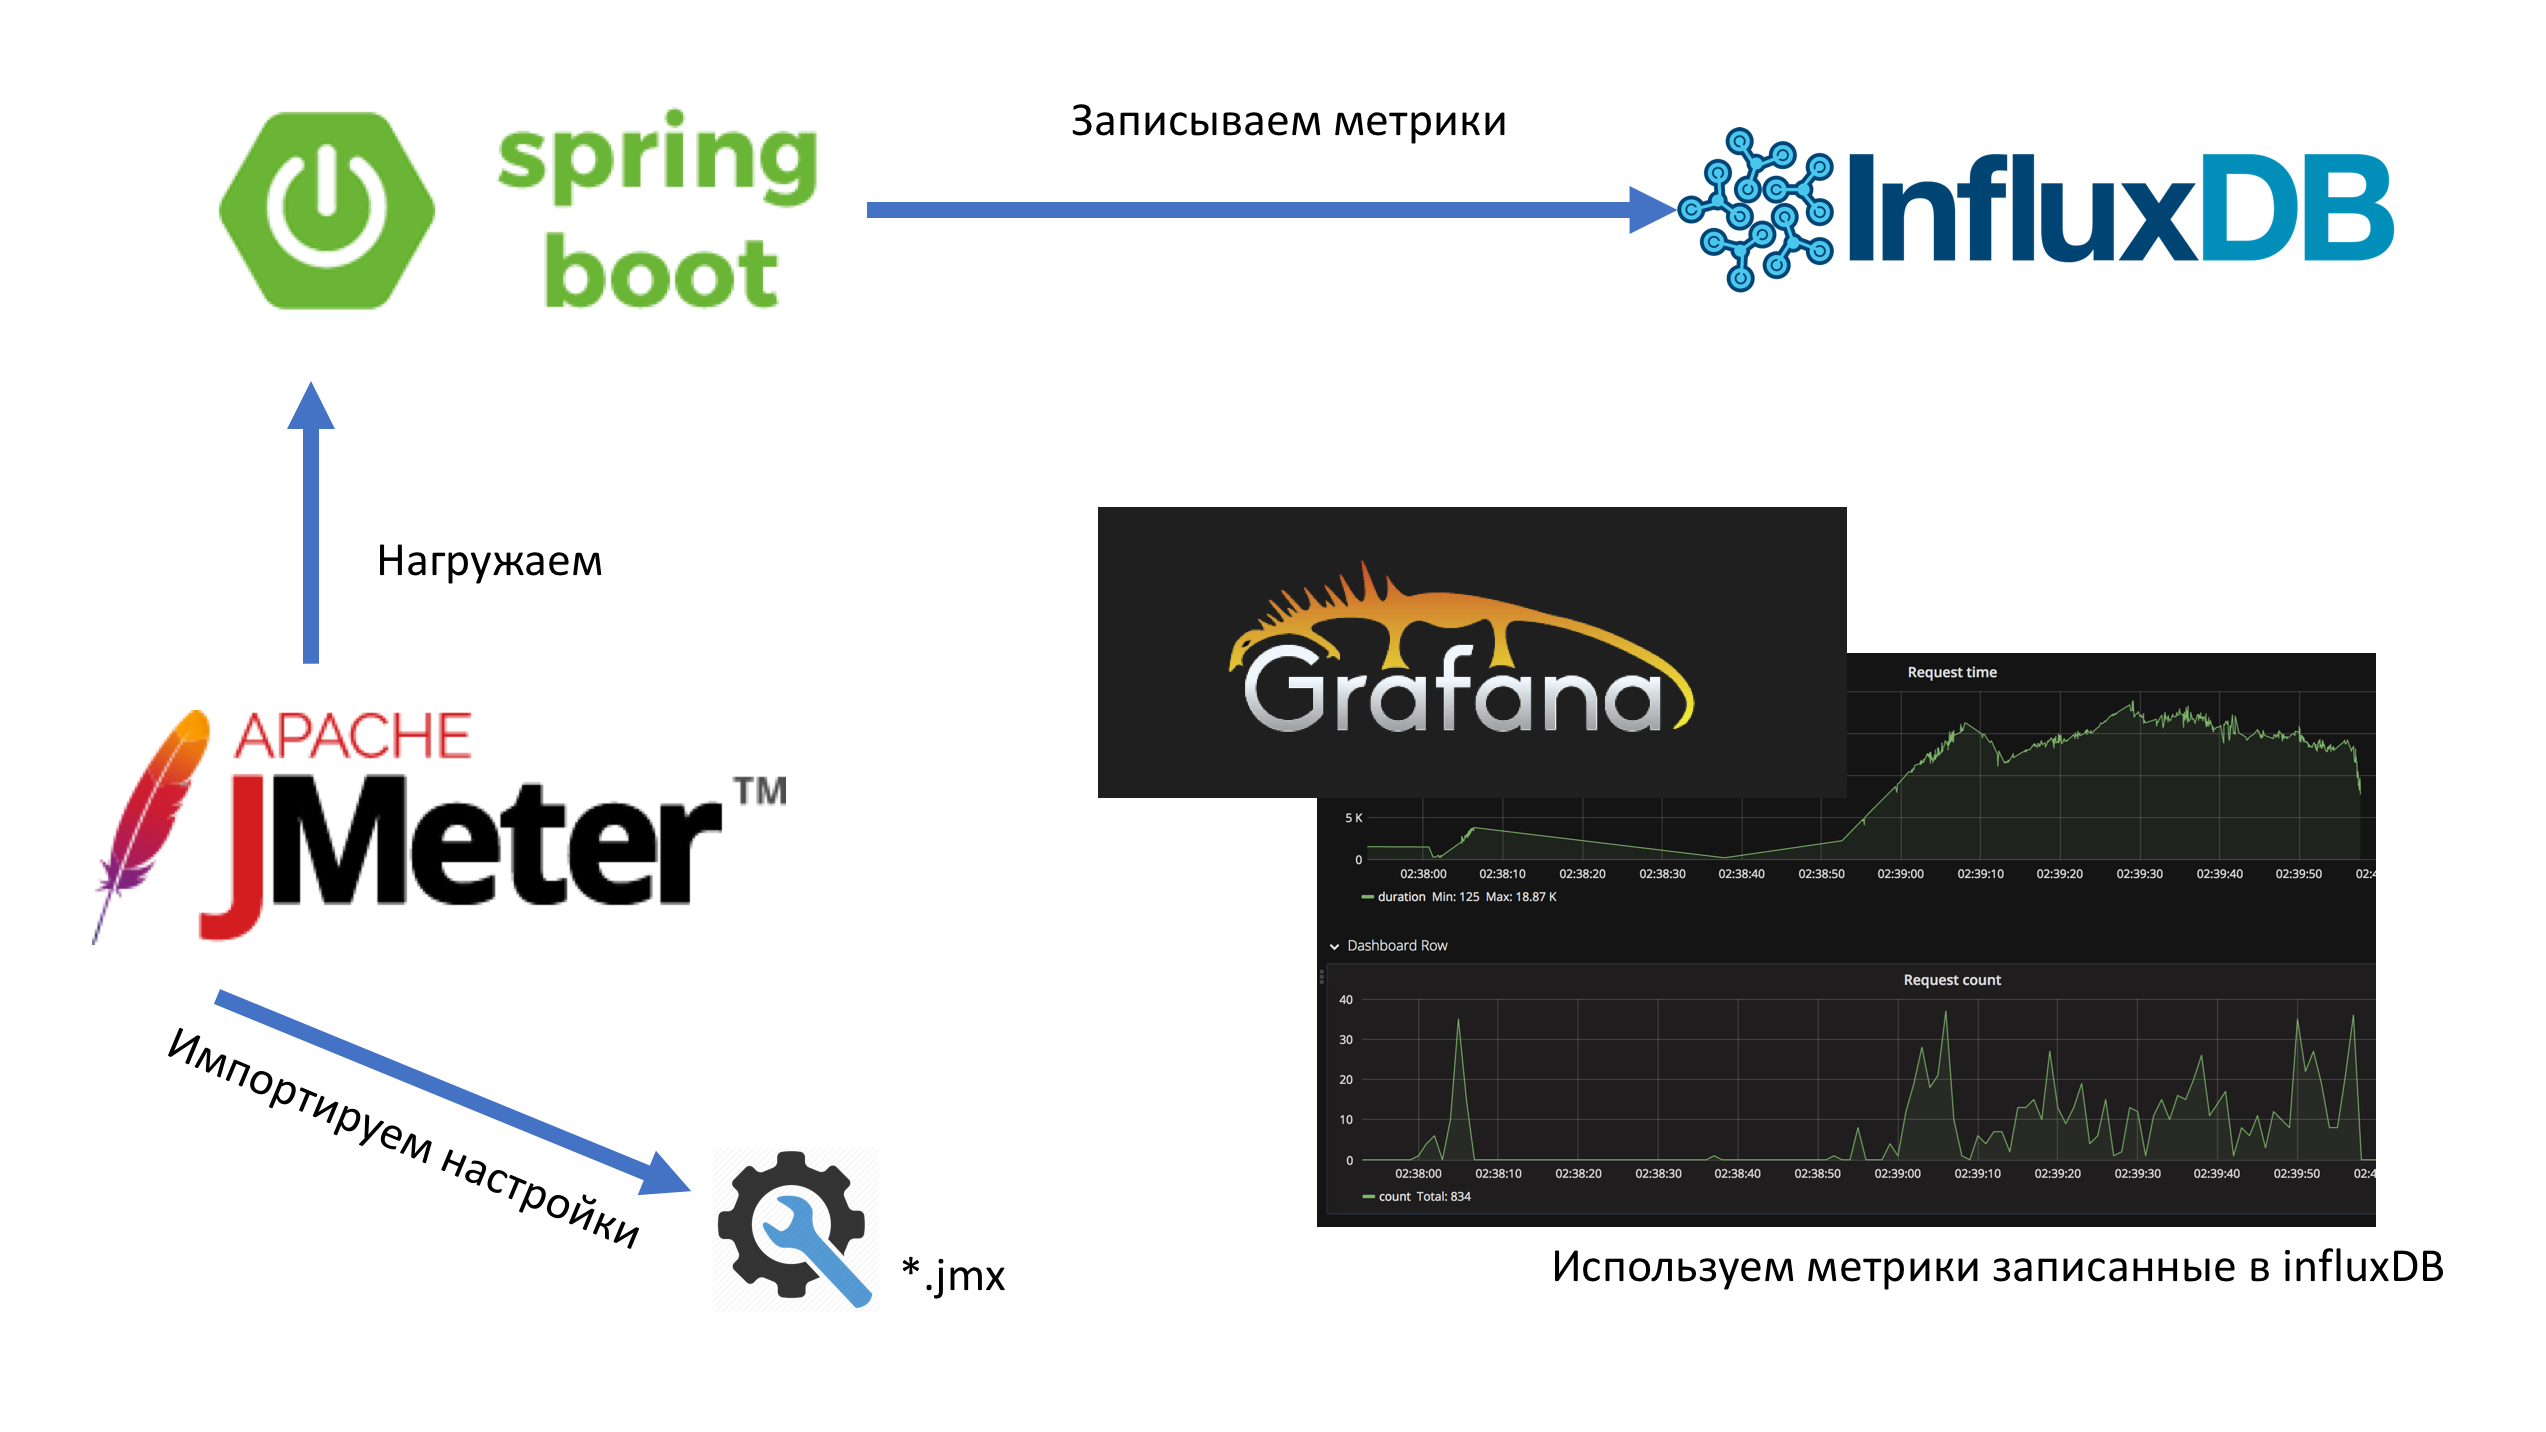 spring
boot
Записываем метрики
InfluxDB
Нагружаем
Grafana
APACHE
JMeter™
Request time
5 K
0
02:38:00 02:38:10 02:38:20 02:38:30 02:38:40 02:38:50 02:39:00 02:39:10 02:39:20 02:39:30 02:39:40 02:39:50 02:4
duration Min: 125 Max: 18.87 K
Dashboard Row
Request count
40
30
20
10
0
02:38:00 02:38:10 02:38:20 02:38:30 02:38:40 02:38:50 02:39:00 02:39:10 02:39:20 02:39:30 02:39:40 02:39:50 02:4
count Total: 834
Импортируем настройки
*.jmx
Используем метрики записанные в influxDB